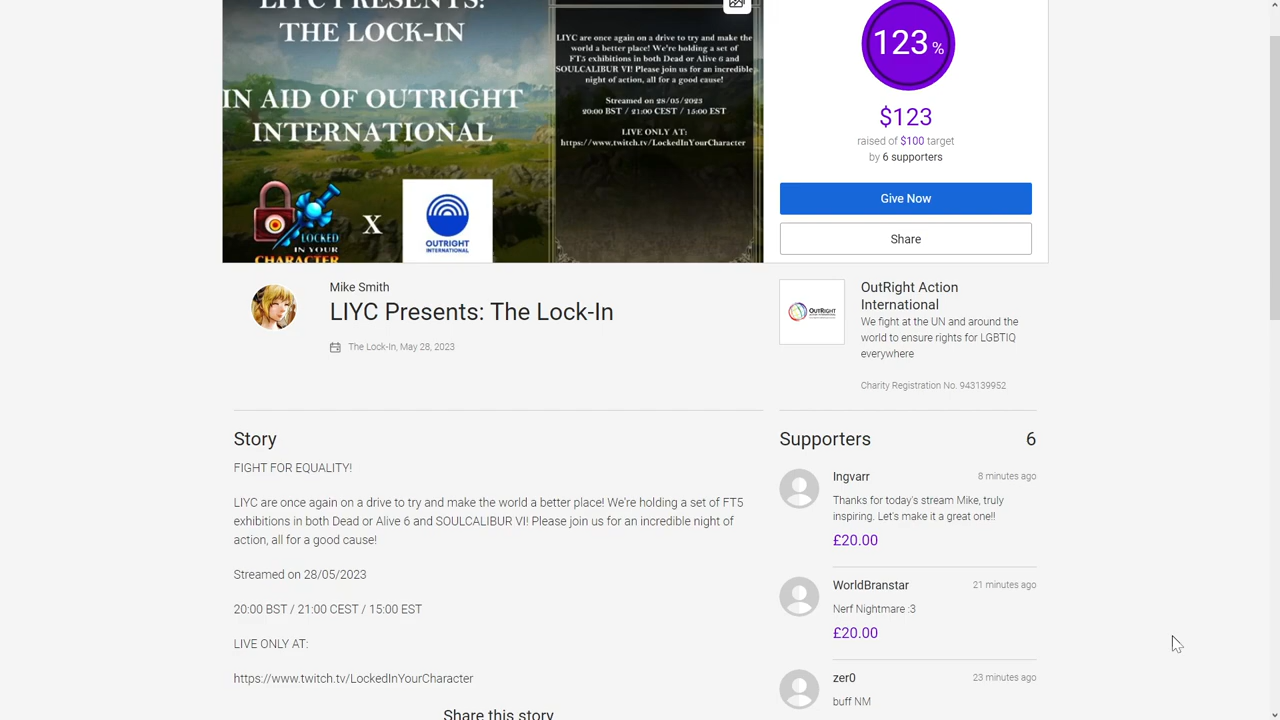 LIYC PRESENTS:
THE LOCK-IN
IN AID OF OUTRIGHT
INTERNATIONAL
LOCKED
IN YOUR
CHARACTER
X
OUTRIGHT
INTERNATIONAL
LIYC are once again on a drive to try and make the
world a better place! We're holding a set of
FT5 exhibitions in both Dead or Alive 6 and
SOULCALIBUR VI! Please join us for an incredible
night of action, all for a good cause!
Streamed on 28/05/2023
20:00 BST / 21:00 CEST / 15:00 EST
LIVE ONLY AT:
https://www.twitch.tv/LockedInYourCharacter
123 %
$123
raised of $100 target
by 6 supporters
Give Now
Share
Mike Smith
LIYC Presents: The Lock-In
The Lock-In, May 28, 2023
OUTRIGHT
OutRight Action
International
We fight at the UN and around the
world to ensure rights for LGBTIQ
everywhere
Charity Registration No. 943139952
Story
FIGHT FOR EQUALITY!
LIYC are once again on a drive to try and make the world a better place! We're holding a set of FT5
exhibitions in both Dead or Alive 6 and SOULCALIBUR VI! Please join us for an incredible night of
action, all for a good cause!
Streamed on 28/05/2023
20:00 BST / 21:00 CEST / 15:00 EST
LIVE ONLY AT:
https://www.twitch.tv/LockedInYourCharacter
Share this story
Supporters 6
Ingvarr 8 minutes ago
Thanks for today's stream Mike, truly
inspiring. Let's make it a great one!!
£20.00
WorldBranstar 21 minutes ago
Nerf Nightmare :3
£20.00
zer0 23 minutes ago
buff NM